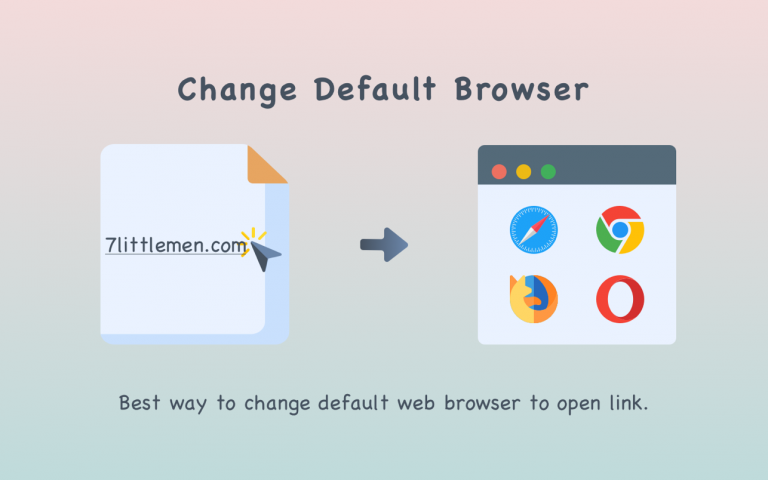 Change Default Browser
7littlemen.com
Best way to change default web browser to open link.